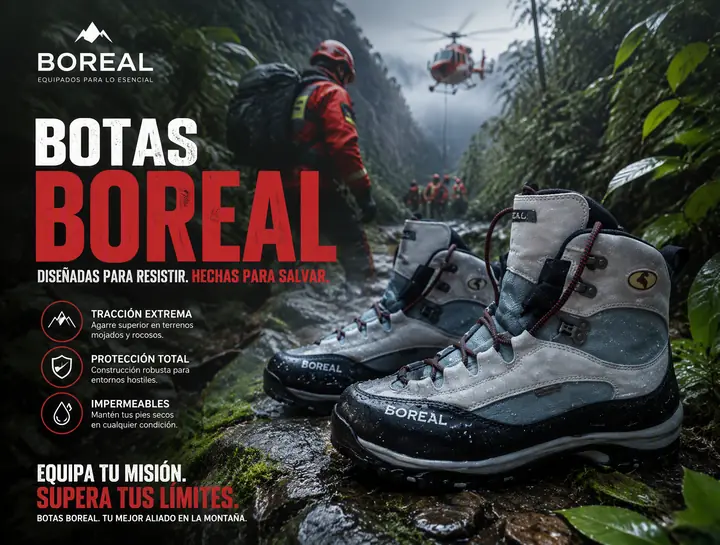 BOREAL
EQUIPADOS PARA LO ESENCIAL
BOTAS
BOREAL
DISEÑADAS PARA RESISTIR. HECHAS PARA SALVAR.
TRACCIÓN EXTREMA
Agarre superior en terrenos
mojados y rocosos.
PROTECCIÓN TOTAL
Construcción robusta para
entornos hostiles.
IMPERMEABLES
Mantén tus pies secos
en cualquier condición.
EQUIPA TU MISIÓN.
SUPERA TUS LÍMITES.
BOTAS BOREAL. TU MEJOR ALIADO EN LA MONTAÑA.
BOREAL
BOREAL
BOREAL